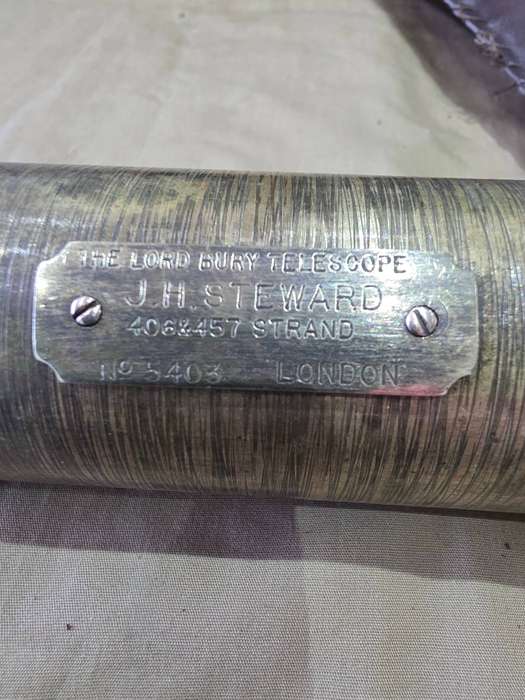 THE LORD BURY TELESCOPE
J.H. STEWARD
406&457 STRAND
No 5403 LONDON